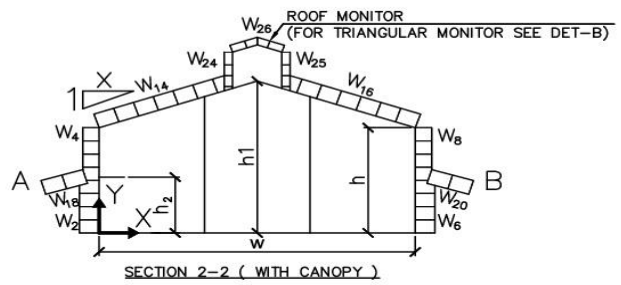 W26
ROOF MONITOR
(FOR TRIANGULAR MONITOR SEE DET-B)
W24
W25
X
1
W14
W16
W4
W8
h1
h
A
B
W18
Y
h2
W20
W2
X
W6
w
SECTION 2-2 ( WITH CANOPY )